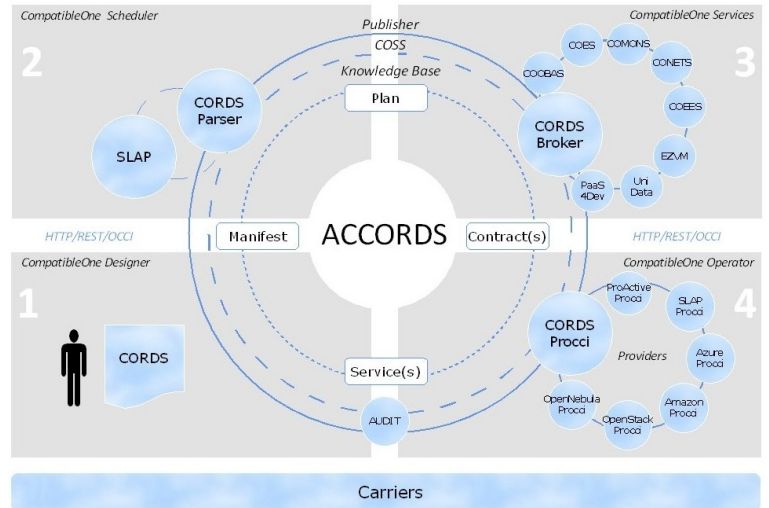 CompatibleOne Scheduler
Publisher
CompatibleOne Services
2
COSS
3
Knowledge Base
Plan
CORDS
Parser
SLAP
COOBAS
COES
COMONS
CONETS
COEES
EZVM
Uni
Data
PaaS
4Dev
CORDS
Broker
HTTP/REST/OCCI
Manifest
ACCORDS
Contract(s)
HTTP/REST/OCCI
CompatibleOne Designer
CompatibleOne Operator
1
4
CORDS
CORDS
Procci
ProActive
Procci
SLAP
Procci
Azure
Procci
Amazon
Procci
OpenStack
Procci
OpenNebula
Procci
Providers
Service(s)
AUDIT
Carriers